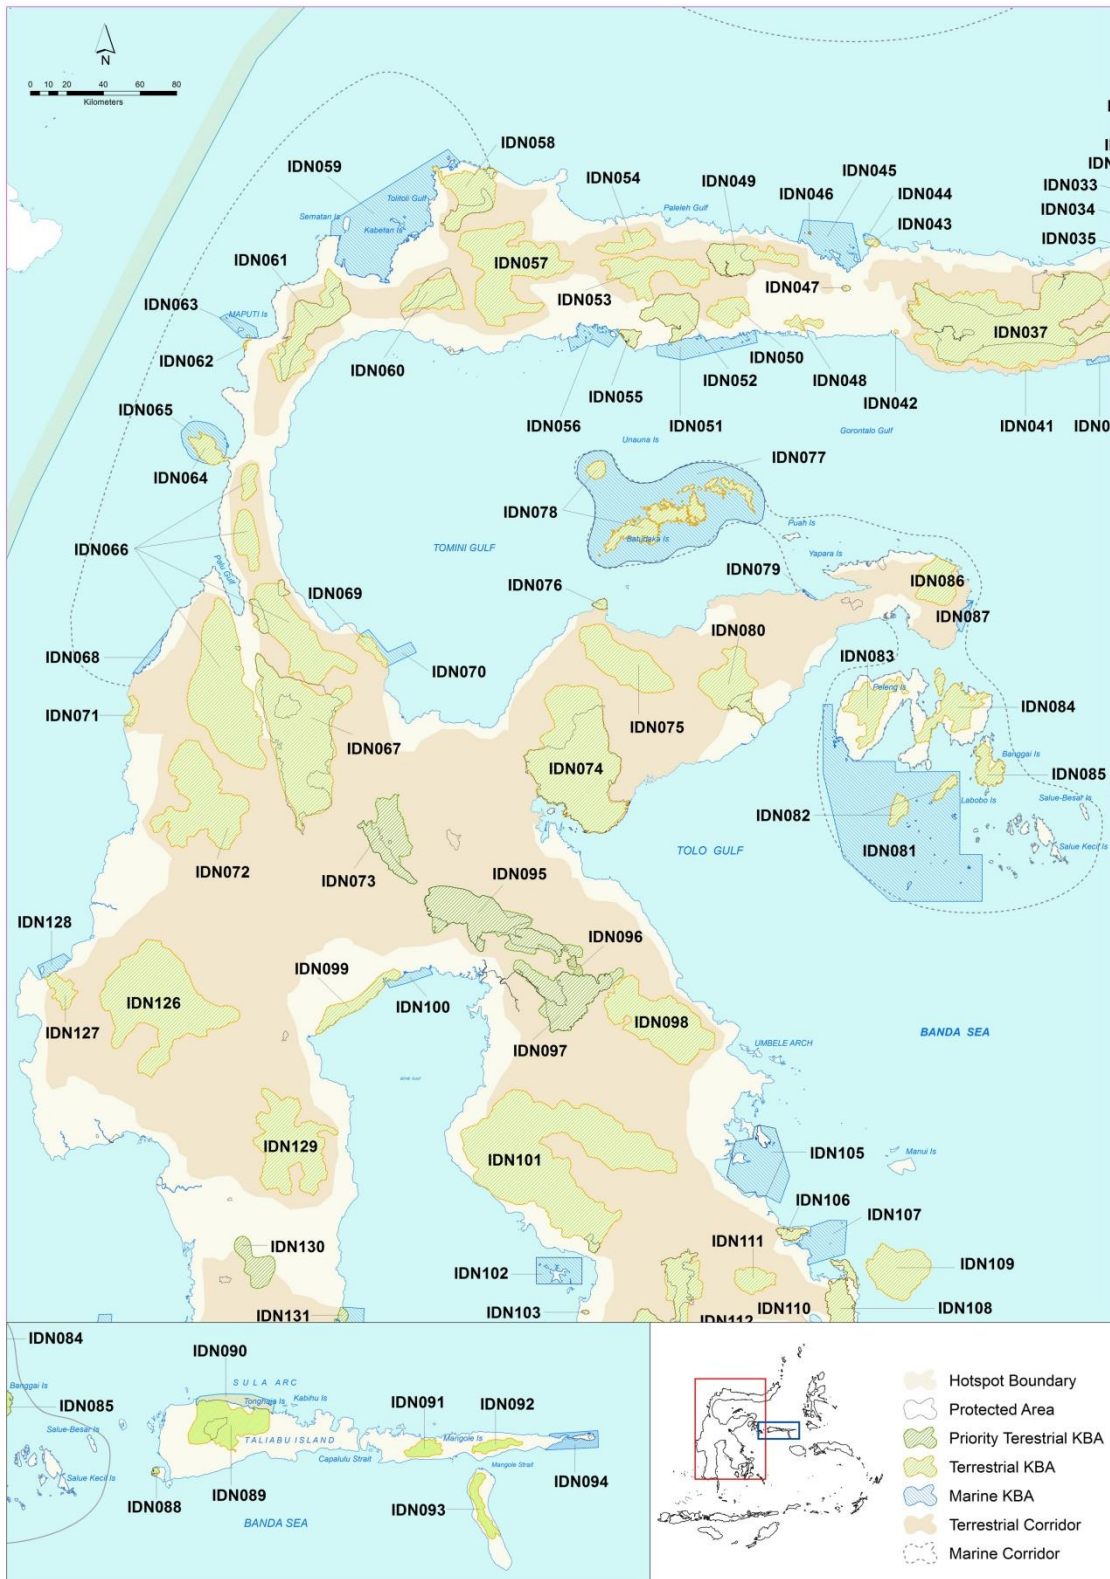 N
0 10 20 40 60 80
Kilometers
IDN058
IDN059
IDN054
IDN049
IDN045
IDN046
IDN044
IDN033
IDN034
IDN043
IDN035
Tolitoli Gulf
Paleleh Gulf
Sematan Is
Kabetan Is
IDN061
IDN057
IDN047
IDN053
IDN063
MAPUTI Is
IDN037
IDN062
IDN060
IDN050
IDN048
IDN052
IDN055
IDN042
IDN065
IDN056
IDN051
IDN041
Unauna Is
Gorontalo Gulf
IDN077
IDN064
IDN078
Puah Is
Batudaka Is
TOMINI GULF
Yapara Is
IDN066
Palu Gulf
IDN079
IDN076
IDN086
IDN069
IDN087
IDN080
IDN068
IDN083
IDN070
Peleng Is
IDN071
IDN084
IDN067
IDN075
Banggai Is
IDN074
IDN085
Labobo Is
Salue-Besar Is
IDN082
IDN081
Salue Kecil Is
TOLO GULF
IDN072
IDN073
IDN095
IDN128
IDN096
IDN099
IDN126
IDN100
IDN098
IDN127
IDN097
BANDA SEA
UMBELE ARCH
IDN129
IDN101
IDN105
Manui Is
IDN106
IDN107
IDN130
IDN111
IDN102
IDN109
IDN103
IDN110
IDN108
IDN131
IDN112
IDN084
IDN090
Banggai Is
SULA ARC
Kabihu Is
IDN085
IDN091
IDN092
Salue-Besar Is
TALIABU ISLAND
Mangole Is
Capalulu Strait
Mangole Strait
Salue Kecil Is
IDN088
IDN089
IDN094
IDN093
BANDA SEA
Hotspot Boundary
Protected Area
Priority Terestrial KBA
Terrestrial KBA
Marine KBA
Terrestrial Corridor
Marine Corridor